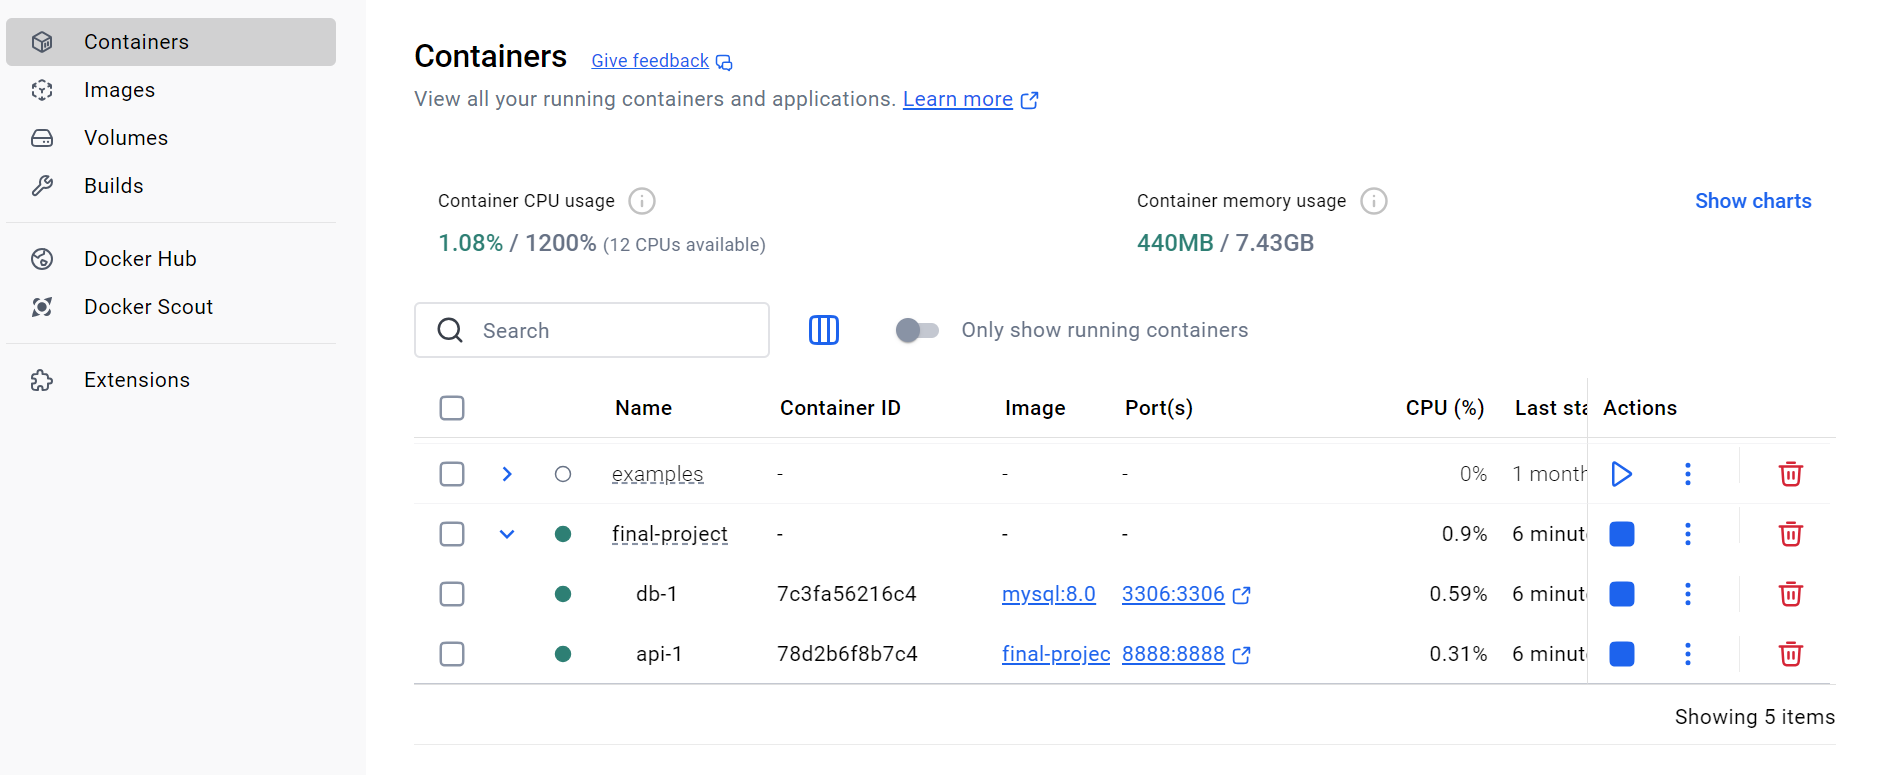 Containers
Images
Volumes
Builds
Docker Hub
Docker Scout
Extensions
Containers Give feedback
View all your running containers and applications. Learn more
Container CPU usage
1.08% / 1200% (12 CPUs available)
Container memory usage
440MB / 7.43GB
Show charts
Search
Only show running containers
Name Container ID Image Port(s) CPU (%) Last sta Actions
examples - - - 0% 1 month
final-project - - - 0.9% 6 minut
db-1 7c3fa56216c4 mysql:8.0 3306:3306 0.59% 6 minut
api-1 78d2b6f8b7c4 final-projec 8888:8888 0.31% 6 minut
Showing 5 items